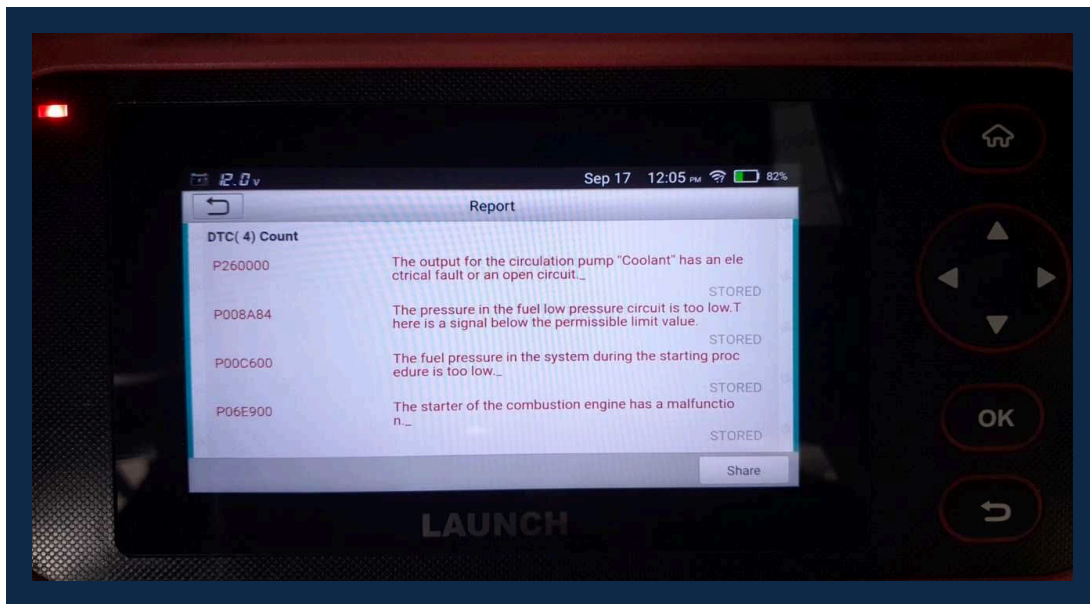 12.0 v Sep 17 12:05 PM 82%
Report
DTC( 4) Count
P260000 The output for the circulation pump "Coolant" has an ele
ctrical fault or an open circuit._
STORED
P008A84 The pressure in the fuel low pressure circuit is too low.T
here is a signal below the permissible limit value.
STORED
P00C600 The fuel pressure in the system during the starting proc
edure is too low._
STORED
P06E900 The starter of the combustion engine has a malfunctio
n._
STORED
Share
LAUNCH
OK